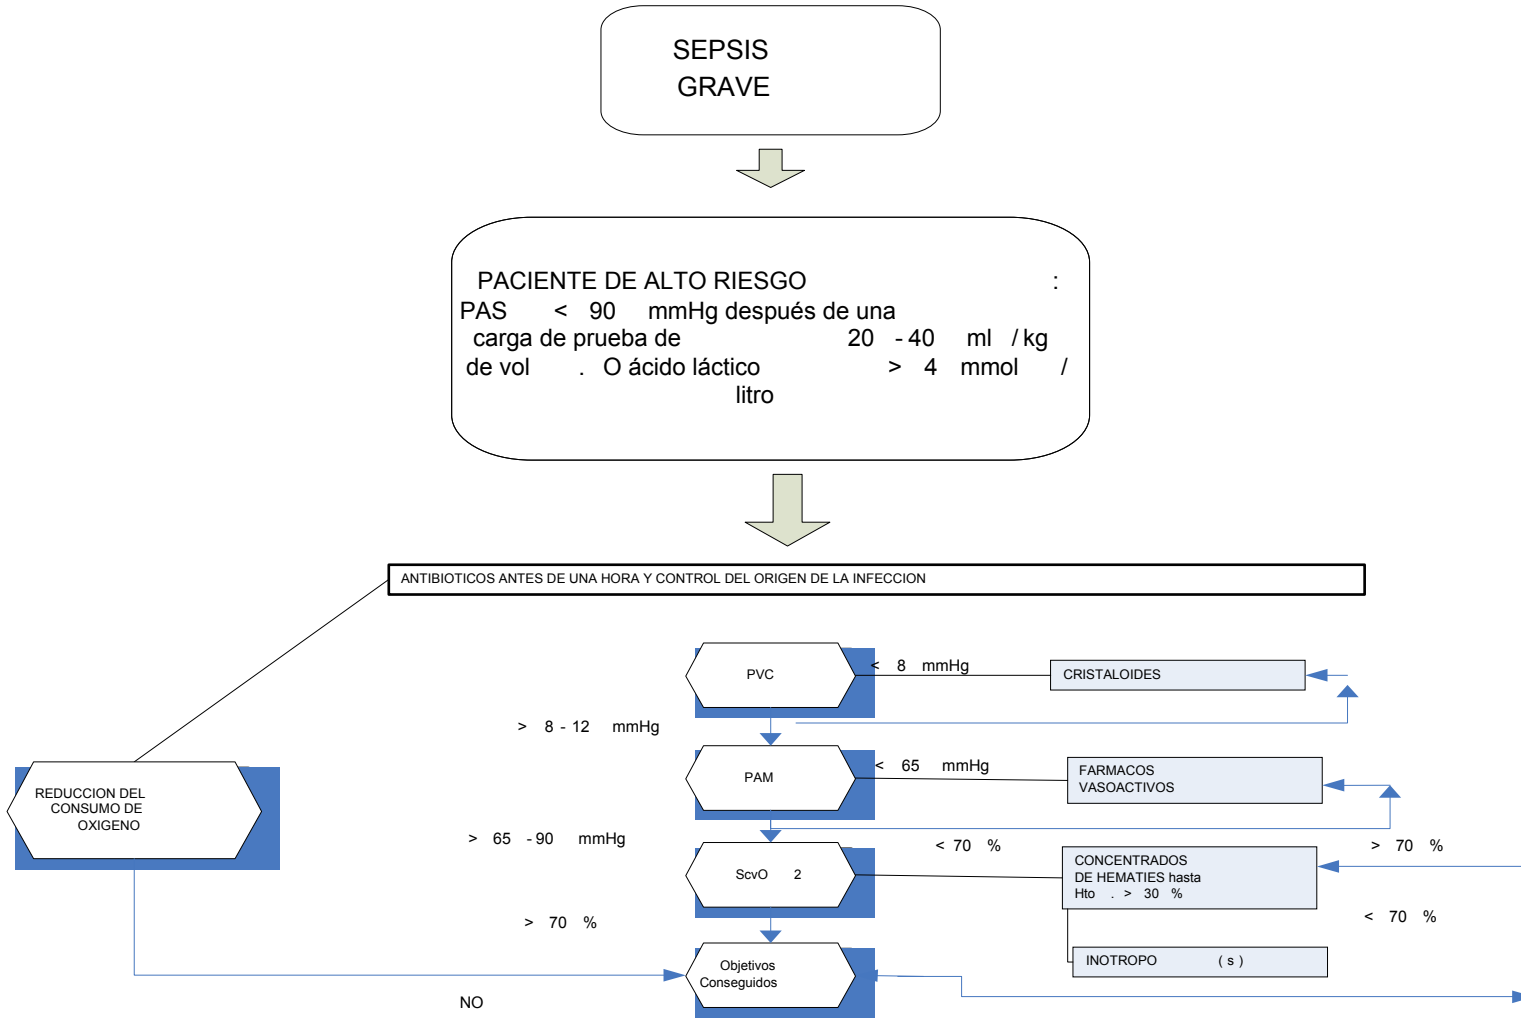 SEPSIS
GRAVE
PACIENTE DE ALTO RIESGO :
PAS < 90 mmHg después de una
carga de prueba de 20 - 40 ml / kg
de vol . O ácido láctico > 4 mmol /
litro
ANTIBIOTICOS ANTES DE UNA HORA Y CONTROL DEL ORIGEN DE LA INFECCION
PVC
< 8 mmHg
CRISTALOIDES
> 8 - 12 mmHg
PAM
< 65 mmHg
FARMACOS
VASOACTIVOS
REDUCCION DEL
CONSUMO DE
OXIGENO
> 65 - 90 mmHg
ScvO 2
< 70 %
CONCENTRADOS
DE HEMATIES hasta
Hto . > 30 %
> 70 %
> 70 %
< 70 %
Objetivos
Conseguidos
INOTROPO ( s )
NO